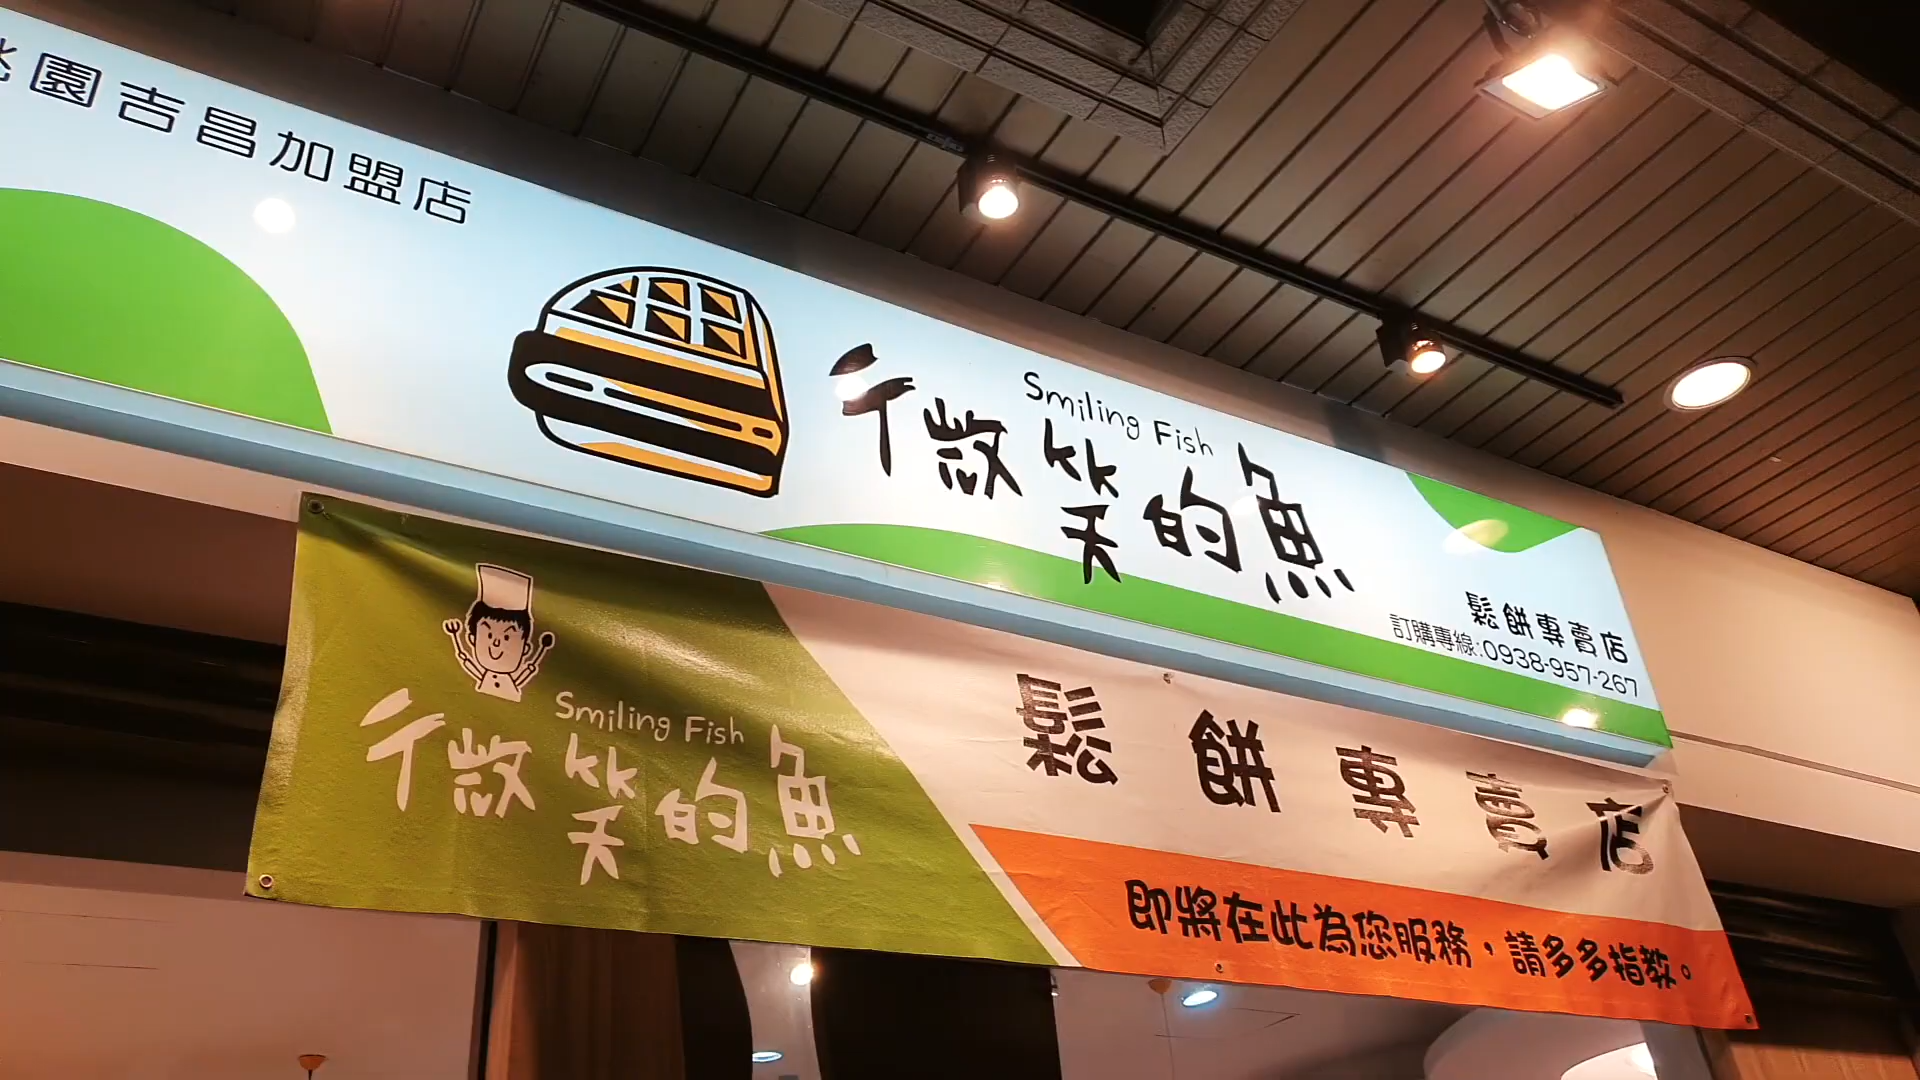 桃園吉昌加盟店
Smiling Fish
微笑的魚
鬆餅專賣店
訂購專線:0938-957-267
Smiling Fish
微笑的魚
鬆餅專賣店
即將在此為您服務，請多多指教。